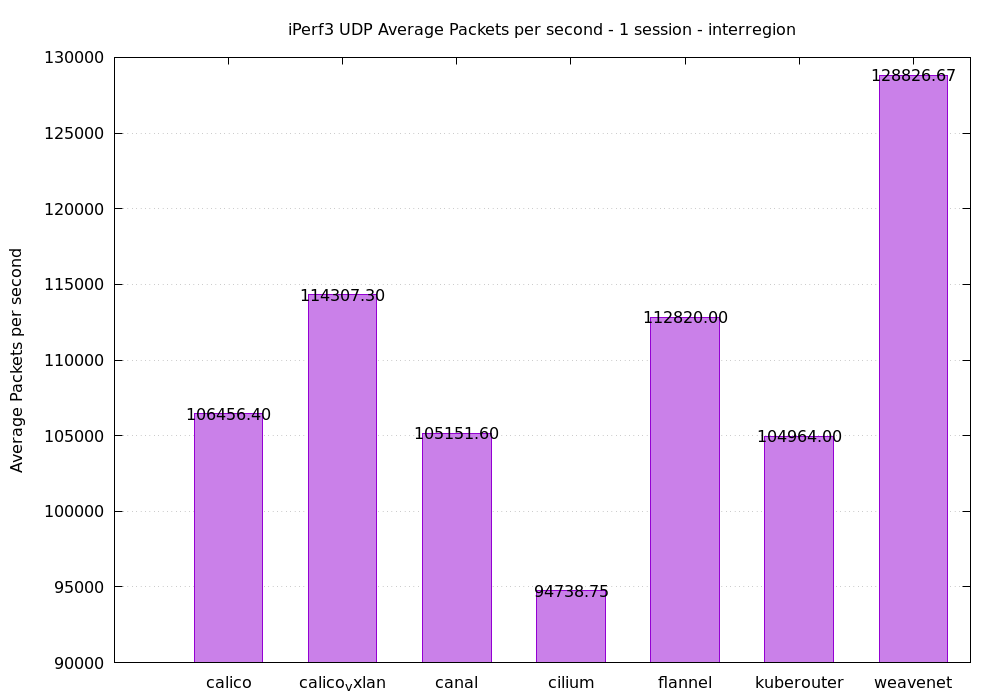 iPerf3 UDP Average Packets per second - 1 session - interregion
Average Packets per second
130000
125000
120000
115000
110000
105000
100000
95000
90000
106456.40
114307.30
105151.60
94738.75
112820.00
104964.00
128826.67
calico
calicovxlan
canal
cilium
flannel
kuberouter
weavenet